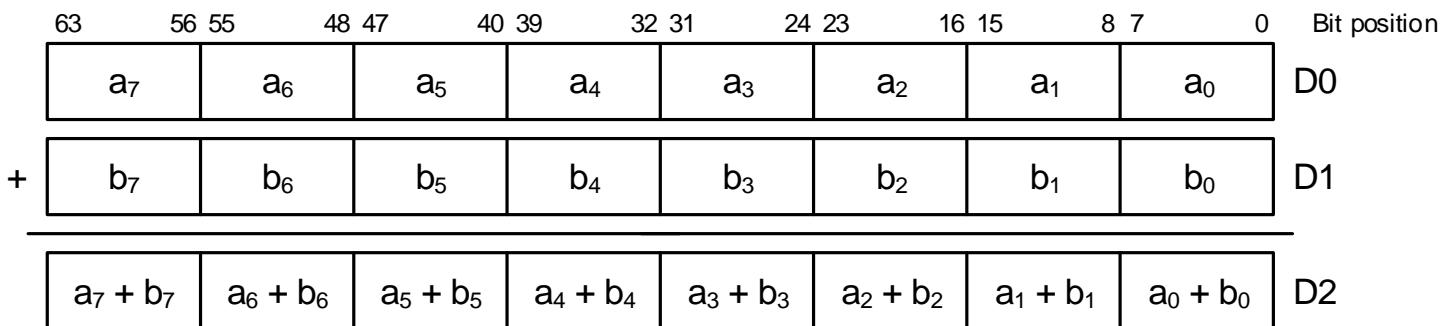 63 56 55 48 47 40 39 32 31 24 23 16 15 8 7 0 Bit position
a₇ a₆ a₅ a₄ a₃ a₂ a₁ a₀ D0
+ b₇ b₆ b₅ b₄ b₃ b₂ b₁ b₀ D1
a₇ + b₇ a₆ + b₆ a₅ + b₅ a₄ + b₄ a₃ + b₃ a₂ + b₂ a₁ + b₁ a₀ + b₀ D2